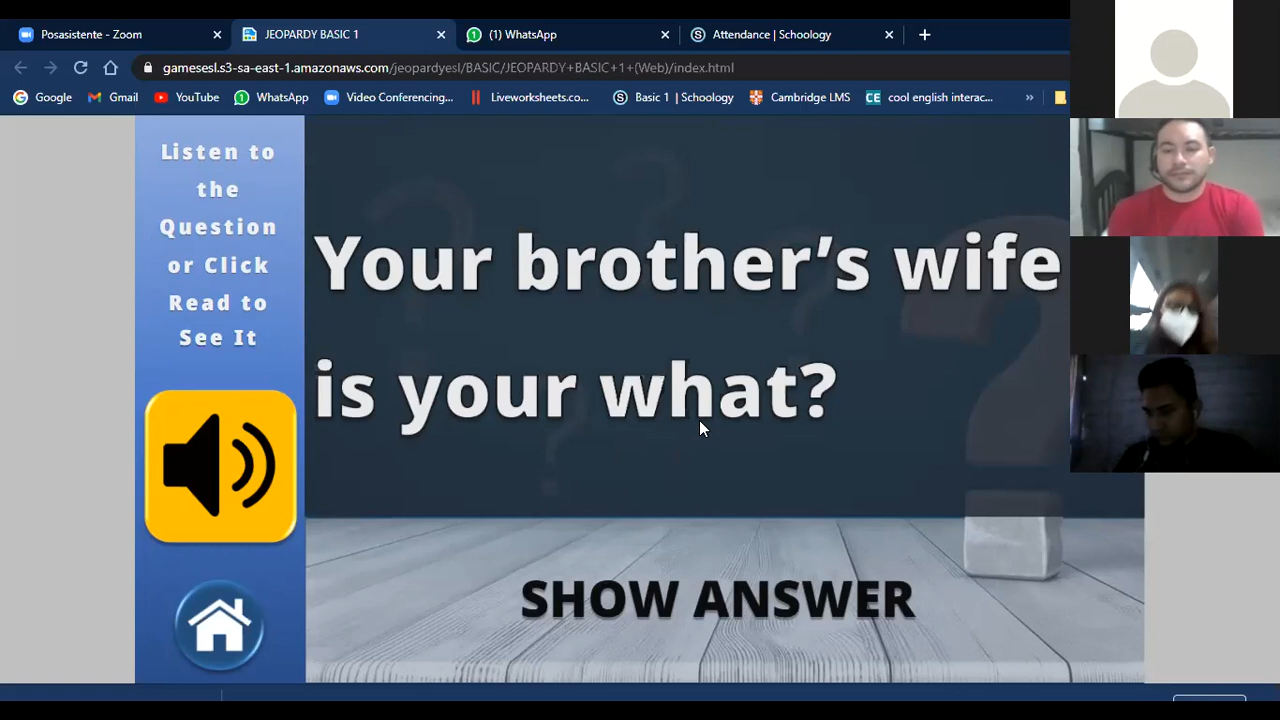 Posasistente - Zoom
JEOPARDY BASIC 1
(1) WhatsApp
Attendance | Schoology
gamesesl.s3-sa-east-1.amazonaws.com/jeopardyesl/BASIC/JEOPARDY+BASIC+1+(Web)/index.html
Google
Gmail
YouTube
WhatsApp
Video Conferencing...
Liveworksheets.co...
Basic 1 | Schoology
Cambridge LMS
CE
cool english interac...
Listen to
the
Question
or Click
Read to
See It
Your brother's wife
is your what?
SHOW ANSWER